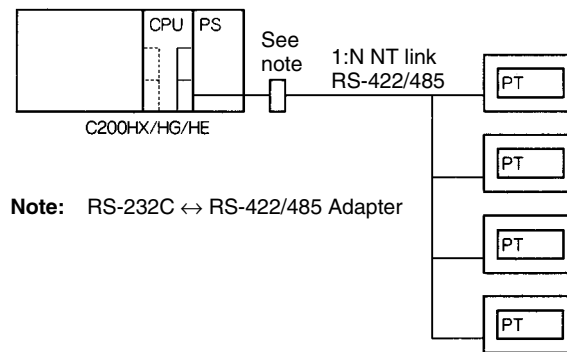 CPU PS
See
note
1:N NT link
RS-422/485
PT
C200HX/HG/HE
PT
Note: RS-232C ↔ RS-422/485 Adapter
PT
PT